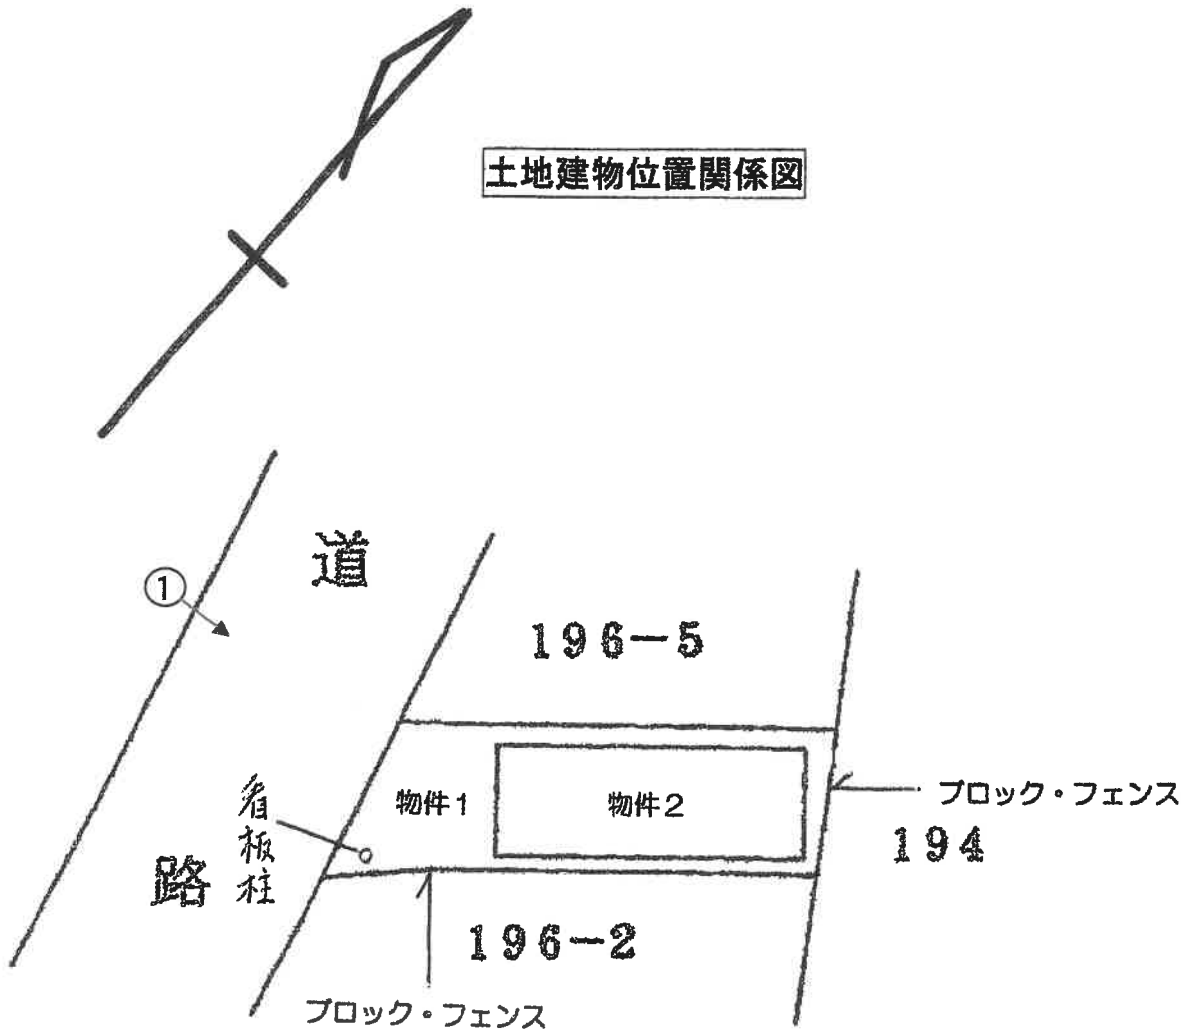 土地建物位置関係図
道
①
196-5
物件1
物件2
ブロック・フェンス
看板柱
194
路
196-2
ブロック・フェンス